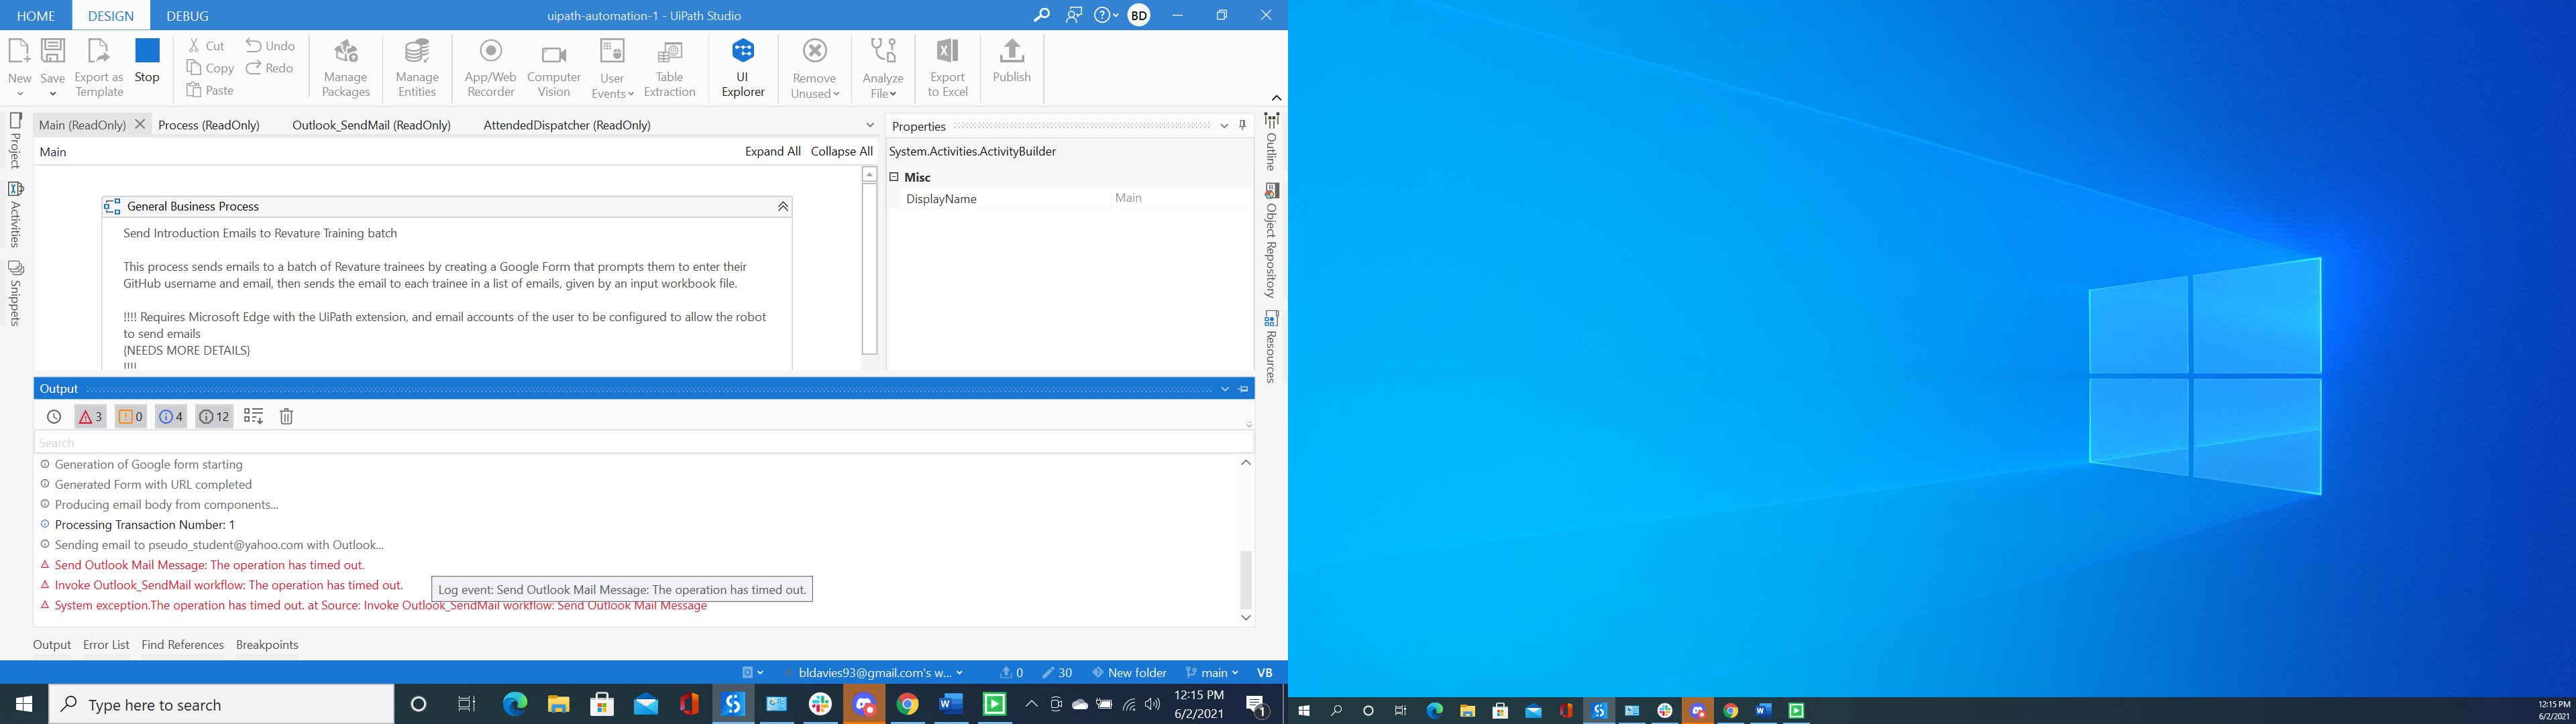 HOME DESIGN DEBUG uipath-automation-1 - UiPath Studio BD
New Save Export as Template Stop
Cut Copy Paste Undo Redo
Manage Packages
Manage Entities
App/Web Recorder
Computer Vision
User Events
Table Extraction
UI Explorer
Remove Unused
Analyze File
Export to Excel
Publish
Main (ReadOnly) Process (ReadOnly) Outlook_SendMail (ReadOnly) AttendedDispatcher (ReadOnly)
Main Expand All Collapse All
Project
Activities
Snippets
General Business Process
Send Introduction Emails to Revature Training batch
This process sends emails to a batch of Revature trainees by creating a Google Form that prompts them to enter their
GitHub username and email, then sends the email to each trainee in a list of emails, given by an input workbook file.
!!!! Requires Microsoft Edge with the UiPath extension, and email accounts of the user to be configured to allow the robot
to send emails
{NEEDS MORE DETAILS}
!!!!
Properties
System.Activities.ActivityBuilder
Misc
DisplayName Main
Outline
Object Repository
Resources
Output
3 0 4 12
Search
Generation of Google form starting
Generated Form with URL completed
Producing email body from components...
Processing Transaction Number: 1
Sending email to pseudo_student@yahoo.com with Outlook...
Send Outlook Mail Message: The operation has timed out.
Invoke Outlook_SendMail workflow: The operation has timed out.
Log event: Send Outlook Mail Message: The operation has timed out.
System exception.The operation has timed out. at Source: Invoke Outlook_SendMail workflow: Send Outlook Mail Message
Output Error List Find References Breakpoints
bldavies93@gmail.com's w... 0 30 New folder main VB
Type here to search
12:15 PM
6/2/2021
1
12:15 PM
6/2/2021